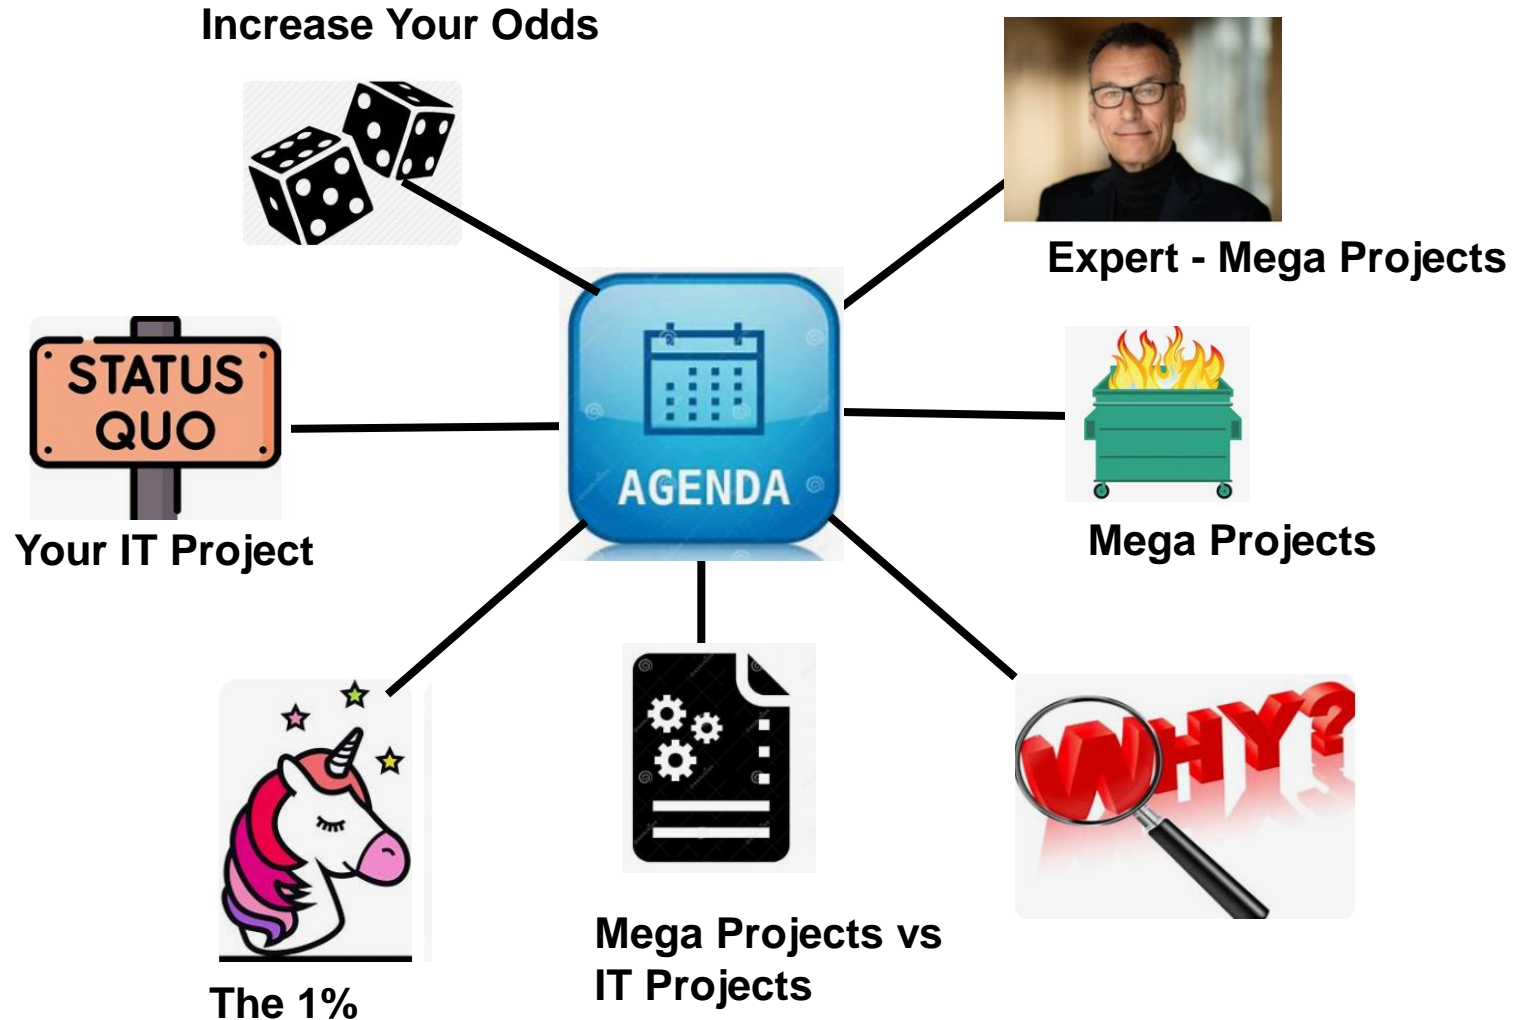 Increase Your Odds
Expert - Mega Projects
STATUS
QUO
Your IT Project
AGENDA
Mega Projects
WHY?
Mega Projects vs
IT Projects
The 1%